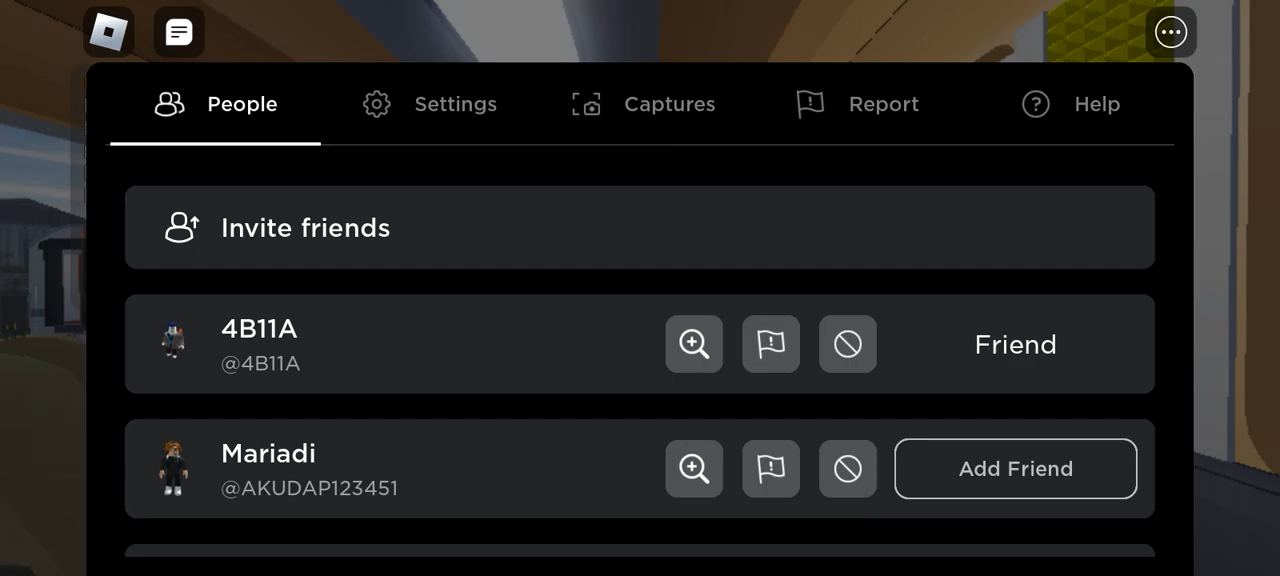 People
Settings
Captures
Report
Help
Invite friends
4B11A
@4B11A
Friend
Mariadi
@AKUDAP123451
Add Friend